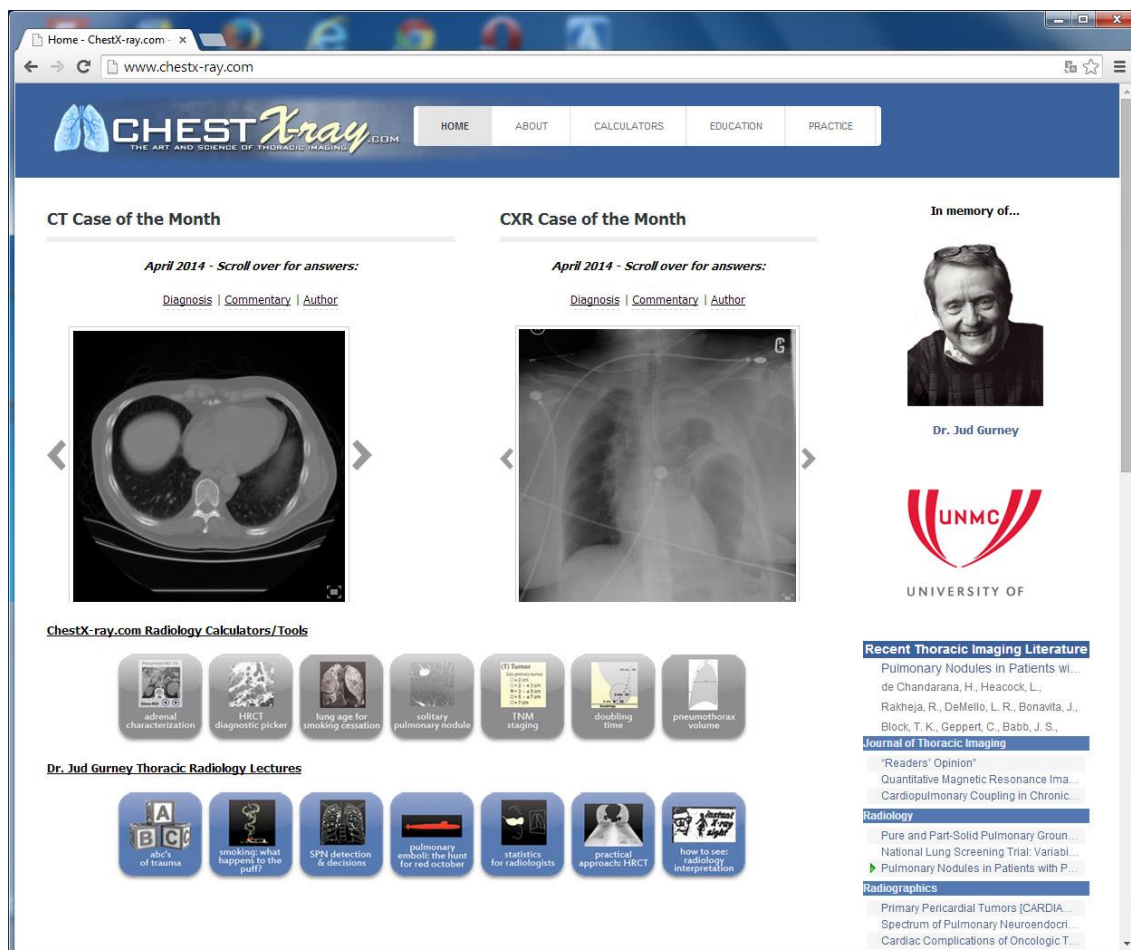 Home - ChestX-ray.com -
www.chestx-ray.com
CHEST X-ray.COM
THE ART AND SCIENCE OF THORACIC IMAGING
HOME ABOUT CALCULATORS EDUCATION PRACTICE
CT Case of the Month
April 2014 - Scroll over for answers:
Diagnosis | Commentary | Author
CXR Case of the Month
April 2014 - Scroll over for answers:
Diagnosis | Commentary | Author
G
In memory of...
Dr. Jud Gurney
UNMC
UNIVERSITY OF
ChestX-ray.com Radiology Calculators/Tools
adrenal
characterization
HRCT
diagnostic picker
lung age for
smoking cessation
solitary
pulmonary nodule
(T) Tumor
TNM
staging
doubling
time
pneumothorax
volume
Dr. Jud Gurney Thoracic Radiology Lectures
A
B C
abc's
of trauma
smoking: what
happens to the
puff?
SPN detection
& decisions
pulmonary
emboli: the hunt
for red october
statistics
for radiologists
practical
approach: HRCT
instant
X-ray
sight
how to see:
radiology
interpretation
Recent Thoracic Imaging Literature
Pulmonary Nodules in Patients wi...
de Chandarana, H., Heacock, L.,
Rakheja, R., DeMello, L. R., Bonavita, J.,
Block, T. K., Geppert, C., Babb, J. S.,
Journal of Thoracic Imaging
"Readers' Opinion"
Quantitative Magnetic Resonance Ima...
Cardiopulmonary Coupling in Chronic...
Radiology
Pure and Part-Solid Pulmonary Groun...
National Lung Screening Trial: Variabi...
Pulmonary Nodules in Patients with P...
Radiographics
Primary Pericardial Tumors [CARDIA...
Spectrum of Pulmonary Neuroendocri...
Cardiac Complications of Oncologic T...